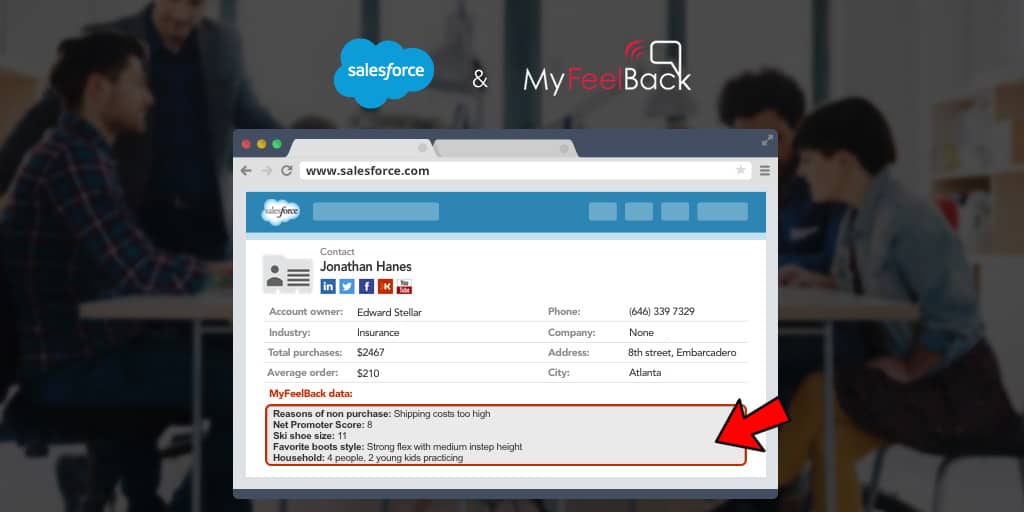 salesforce & MyFeelBack
www.salesforce.com
salesforce
Contact
Jonathan Hanes
in f K You Tube
Account owner: Edward Stellar Phone: (646) 339 7329
Industry: Insurance Company: None
Total purchases: $2467 Address: 8th street, Embarcadero
Average order: $210 City: Atlanta
MyFeelBack data:
Reasons of non purchase: Shipping costs too high
Net Promoter Score: 8
Ski shoe size: 11
Favorite boots style: Strong flex with medium instep height
Household: 4 people, 2 young kids practicing